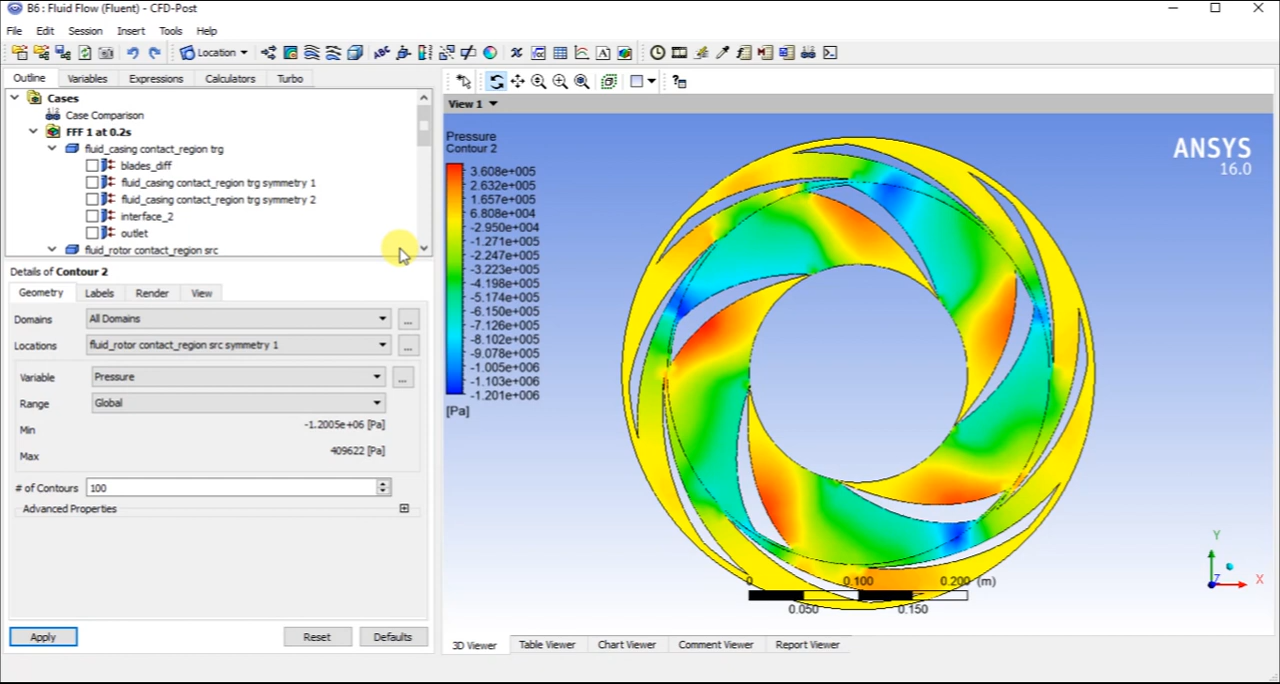 B6 : Fluid Flow (Fluent) - CFD-Post
File Edit Session Insert Tools Help
Location
Outline Variables Expressions Calculators Turbo
Cases
Case Comparison
FFF 1 at 0.2s
fluid_casing contact_region trg
blades_diff
fluid_casing contact_region trg symmetry 1
fluid_casing contact_region trg symmetry 2
interface_2
outlet
fluid_rotor contact_region src
Details of Contour 2
Geometry Labels Render View
Domains All Domains ...
Locations fluid_rotor contact_region src symmetry 1 ...
Variable Pressure ...
Range Global
Min -1.2005e+06 [Pa]
Max 409622 [Pa]
# of Contours 100
Advanced Properties
Apply Reset Defaults
View 1
Pressure
Contour 2
3.608e+005
2.632e+005
1.657e+005
6.808e+004
-2.950e+004
-1.271e+005
-2.247e+005
-3.223e+005
-4.198e+005
-5.174e+005
-6.150e+005
-7.126e+005
-8.102e+005
-9.078e+005
-1.005e+006
-1.103e+006
-1.201e+006
[Pa]
ANSYS
16.0
0 0.100 0.200 (m)
0.050 0.150
Y
Z X
3D Viewer Table Viewer Chart Viewer Comment Viewer Report Viewer